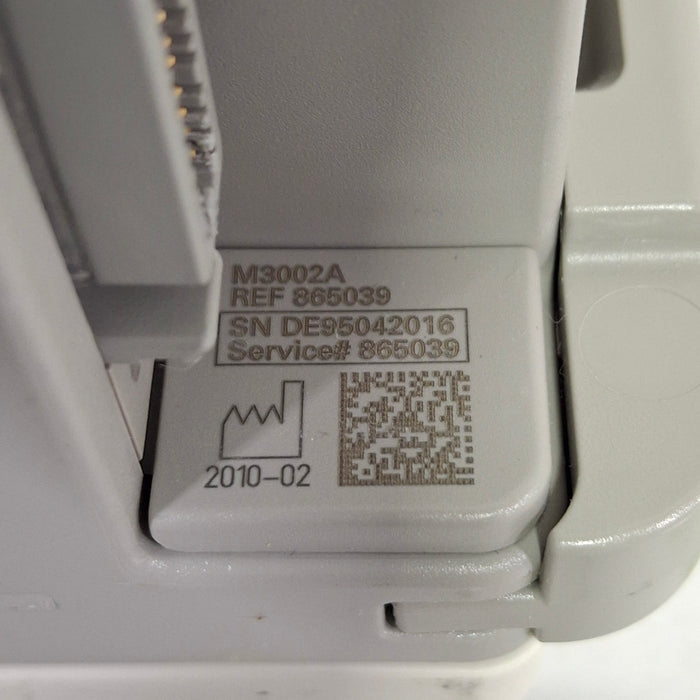 M3002A
REF 865039
SN DE95042016
Service# 865039
2010-02